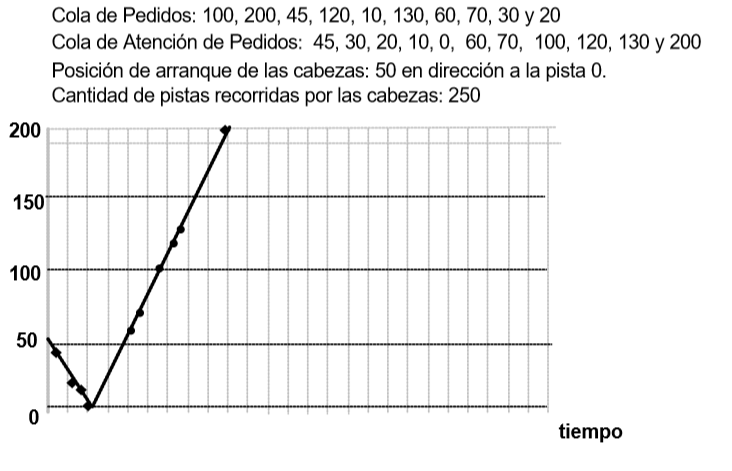 Cola de Pedidos: 100, 200, 45, 120, 10, 130, 60, 70, 30 y 20
Cola de Atención de Pedidos: 45, 30, 20, 10, 0, 60, 70, 100, 120, 130 y 200
Posición de arranque de las cabezas: 50 en dirección a la pista 0.
Cantidad de pistas recorridas por las cabezas: 250
200
150
100
50
0
tiempo